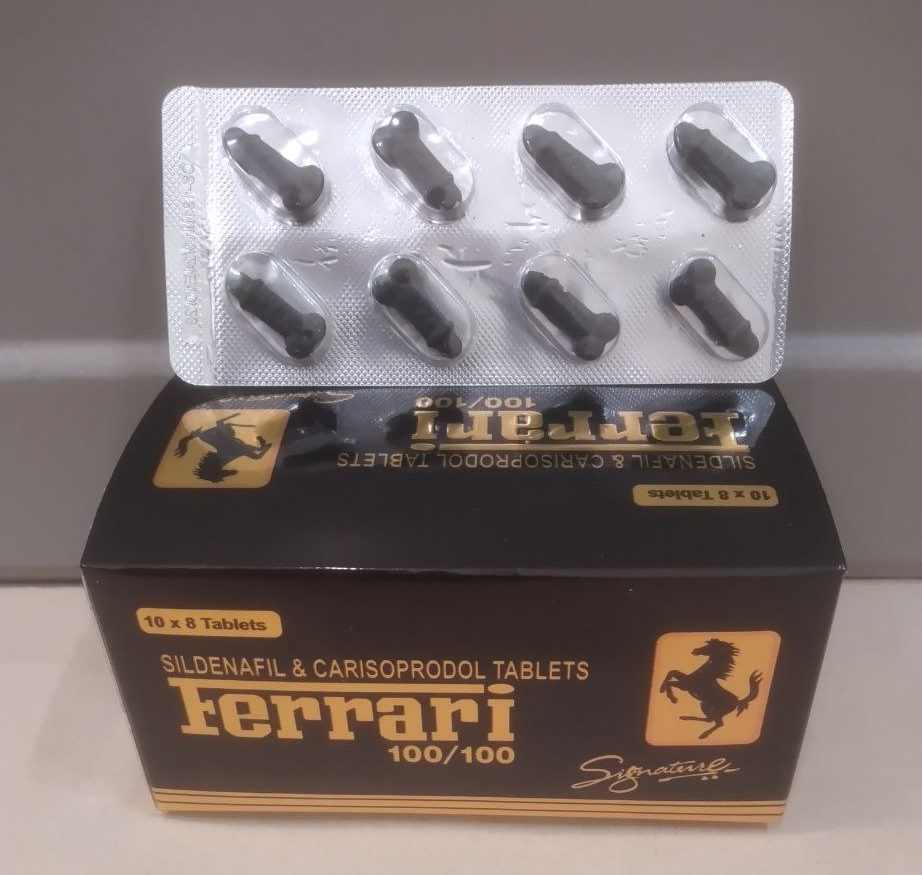 Ferrari
100/100
SILDENAFIL & CARISOPRODOL TABLETS
10 x 8 Tablets
10 x 8 Tablets
SILDENAFIL & CARISOPRODOL TABLETS
Ferrari
100/100
Signature